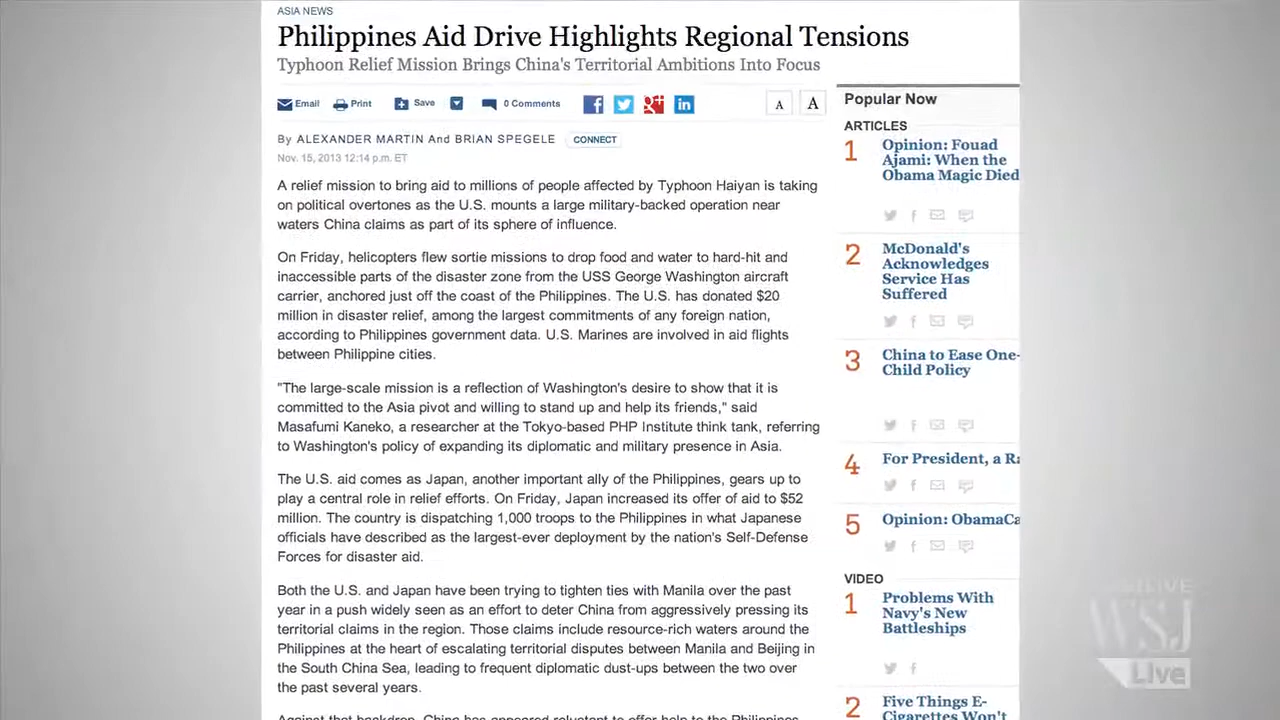 ASIA NEWS
Philippines Aid Drive Highlights Regional Tensions
Typhoon Relief Mission Brings China's Territorial Ambitions Into Focus
Email Print Save 0 Comments A A
By ALEXANDER MARTIN And BRIAN SPEGELE CONNECT
Nov. 15, 2013 12:14 p.m. ET
A relief mission to bring aid to millions of people affected by Typhoon Haiyan is taking
on political overtones as the U.S. mounts a large military-backed operation near
waters China claims as part of its sphere of influence.
On Friday, helicopters flew sortie missions to drop food and water to hard-hit and
inaccessible parts of the disaster zone from the USS George Washington aircraft
carrier, anchored just off the coast of the Philippines. The U.S. has donated $20
million in disaster relief, among the largest commitments of any foreign nation,
according to Philippines government data. U.S. Marines are involved in aid flights
between Philippine cities.
"The large-scale mission is a reflection of Washington's desire to show that it is
committed to the Asia pivot and willing to stand up and help its friends," said
Masafumi Kaneko, a researcher at the Tokyo-based PHP Institute think tank, referring
to Washington's policy of expanding its diplomatic and military presence in Asia.
The U.S. aid comes as Japan, another important ally of the Philippines, gears up to
play a central role in relief efforts. On Friday, Japan increased its offer of aid to $52
million. The country is dispatching 1,000 troops to the Philippines in what Japanese
officials have described as the largest-ever deployment by the nation's Self-Defense
Forces for disaster aid.
Both the U.S. and Japan have been trying to tighten ties with Manila over the past
year in a push widely seen as an effort to deter China from aggressively pressing its
territorial claims in the region. Those claims include resource-rich waters around the
Philippines at the heart of escalating territorial disputes between Manila and Beijing in
the South China Sea, leading to frequent diplomatic dust-ups between the two over
the past several years.
Against that backdrop, China has appeared reluctant to offer help to the Philippines
Popular Now
ARTICLES
1 Opinion: Fouad
Ajami: When the
Obama Magic Died
2 McDonald's
Acknowledges
Service Has
Suffered
3 China to Ease One-
Child Policy
4 For President, a Ra
5 Opinion: ObamaCa
VIDEO
1 Problems With
Navy's New
Battleships
2 Five Things E-
Cigarettes Won't
WSJ
Live